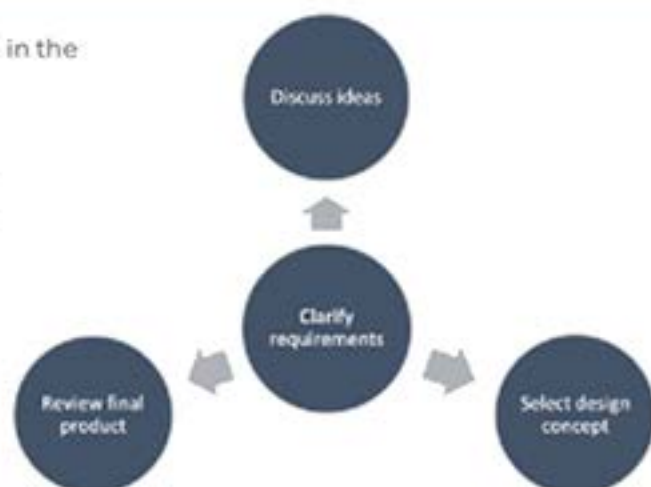 in the
Discuss ideas
Clarify
requirements
Review final
product
Select design
concept